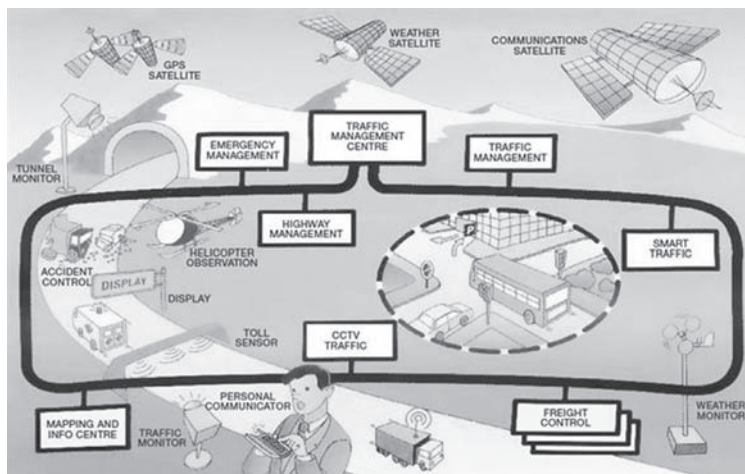 GPS
SATELLITE
WEATHER
SATELLITE
COMMUNICATIONS
SATELLITE
TUNNEL
MONITOR
EMERGENCY
MANAGEMENT
TRAFFIC
MANAGEMENT
CENTRE
TRAFFIC
MANAGEMENT
HIGHWAY
MANAGEMENT
SMART
TRAFFIC
ACCIDENT
CONTROL
HELICOPTER
OBSERVATION
DISPLAY
DISPLAY
TOLL
SENSOR
CCTV
TRAFFIC
MAPPING AND
INFO CENTRE
TRAFFIC
MONITOR
PERSONAL
COMMUNICATOR
FREIGHT
CONTROL
WEATHER
MONITOR
P